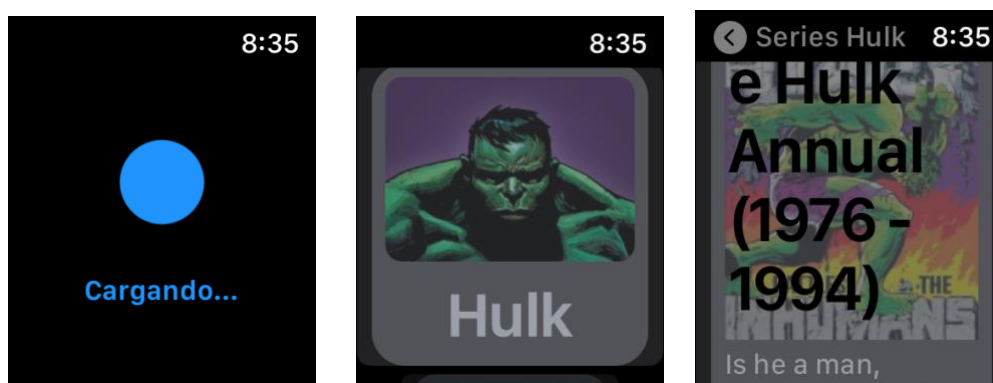 8:35
Cargando...
8:35
Hulk
Series Hulk 8:35
e Hulk
Annual
(1976 -
1994)
THE
INHUMANS
Is he a man,